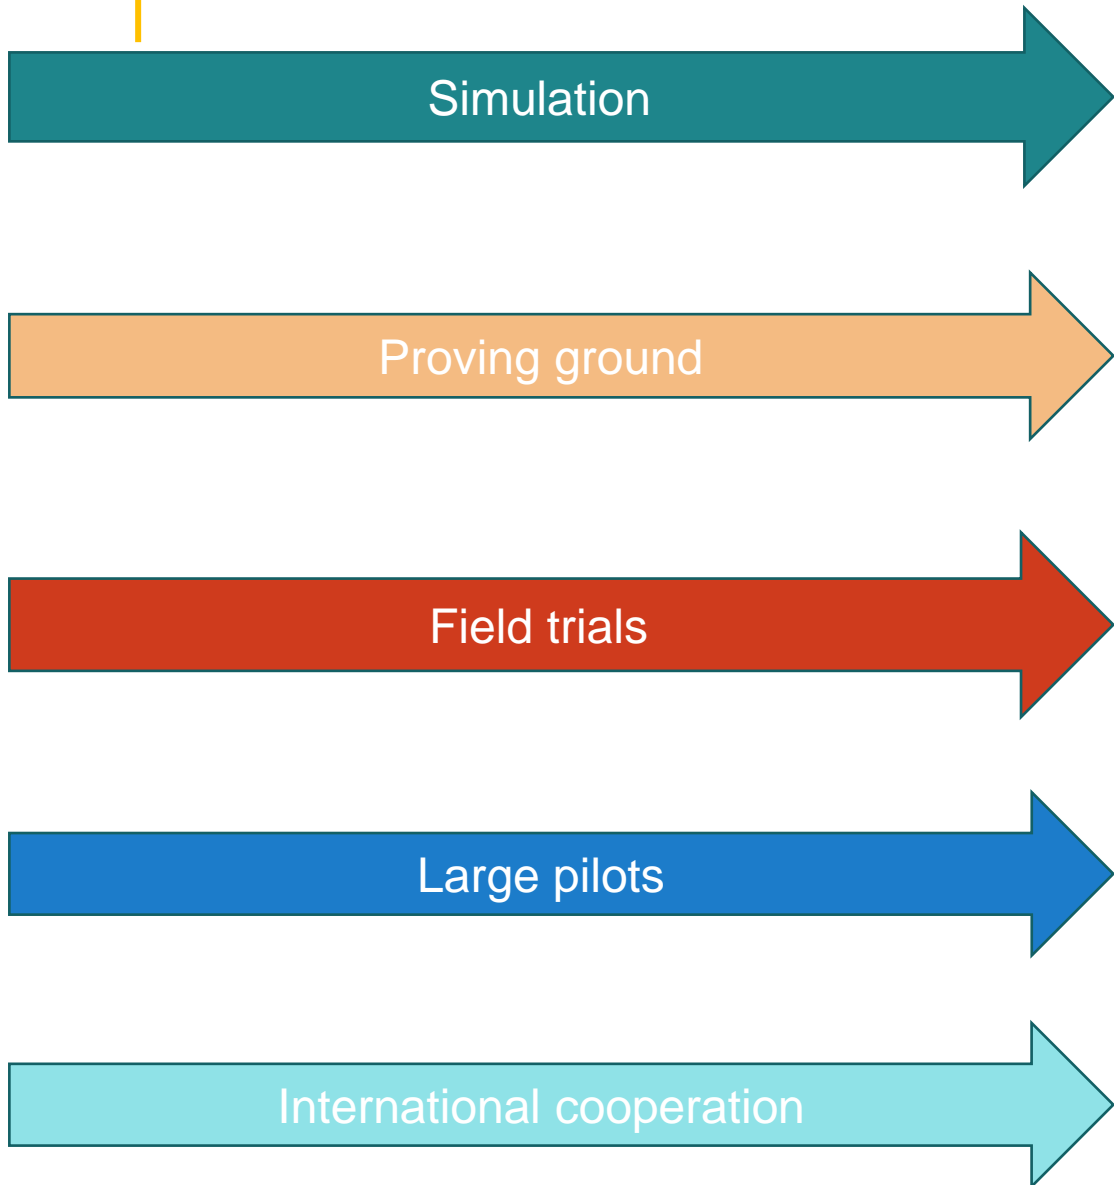 Simulation
Proving ground
Field trials
Large pilots
International cooperation